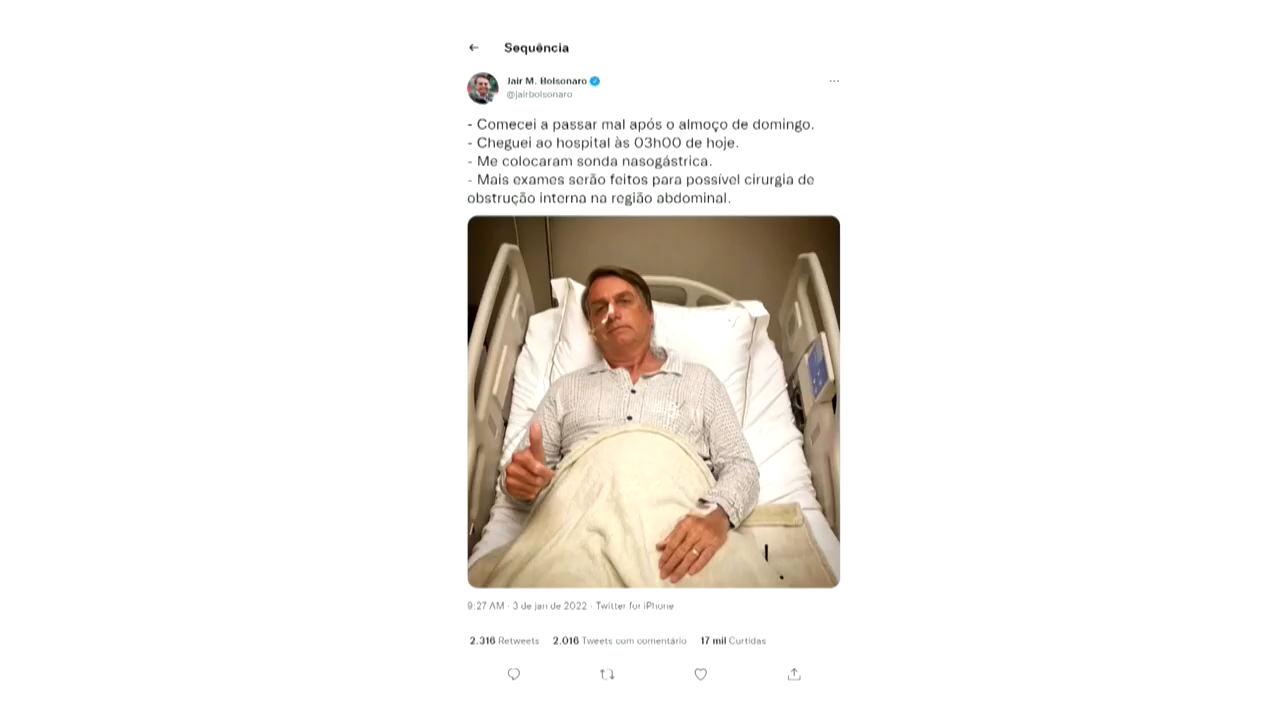 Sequência
Jair M. Bolsonaro
@jairbolsonaro
- Comecei a passar mal após o almoço de domingo.
- Cheguei ao hospital às 03h00 de hoje.
- Me colocaram sonda nasogástrica.
- Mais exames serão feitos para possível cirurgia de
obstrução interna na região abdominal.
9:27 AM · 3 de jan de 2022 · Twitter for iPhone
2.316 Retweets 2.016 Tweets com comentário 17 mil Curtidas